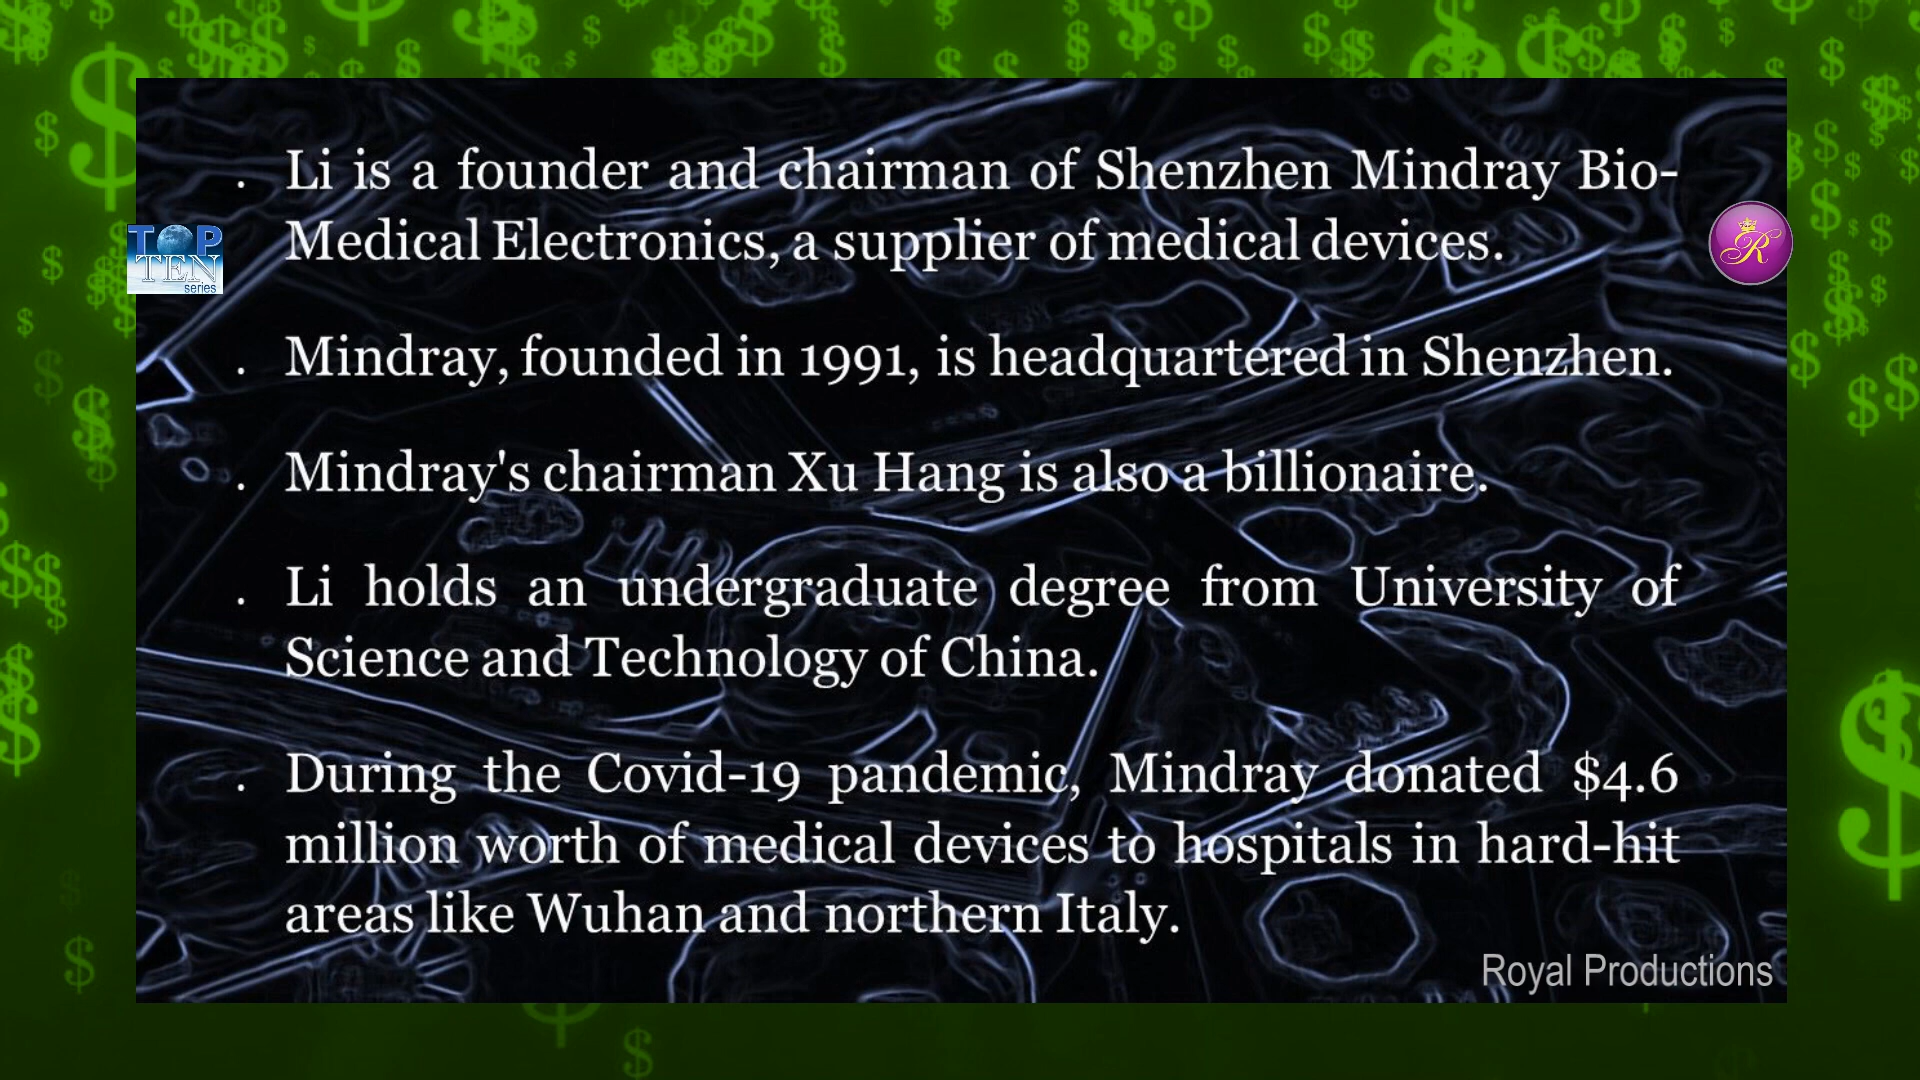 . Li is a founder and chairman of Shenzhen Mindray Bio-
Medical Electronics, a supplier of medical devices.
TOP
TEN
series
R
. Mindray, founded in 1991, is headquartered in Shenzhen.
. Mindray's chairman Xu Hang is also a billionaire.
. Li holds an undergraduate degree from University of
Science and Technology of China.
. During the Covid-19 pandemic, Mindray donated $4.6
million worth of medical devices to hospitals in hard-hit
areas like Wuhan and northern Italy.
Royal Productions